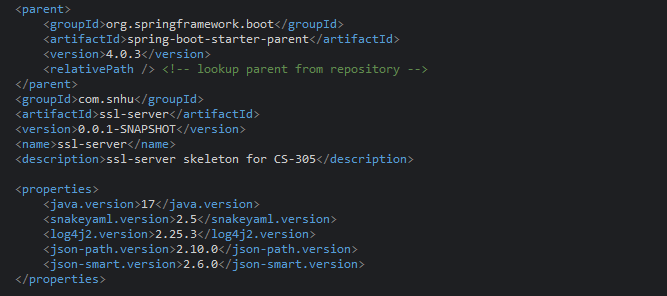 <parent>
<groupId>org.springframework.boot</groupId>
<artifactId>spring-boot-starter-parent</artifactId>
<version>4.0.3</version>
<relativePath /> <!-- lookup parent from repository -->
</parent>
<groupId>com.snhu</groupId>
<artifactId>ssl-server</artifactId>
<version>0.0.1-SNAPSHOT</version>
<name>ssl-server</name>
<description>ssl-server skeleton for CS-305</description>
<properties>
<java.version>17</java.version>
<snakeyaml.version>2.5</snakeyaml.version>
<log4j2.version>2.25.3</log4j2.version>
<json-path.version>2.10.0</json-path.version>
<json-smart.version>2.6.0</json-smart.version>
</properties>